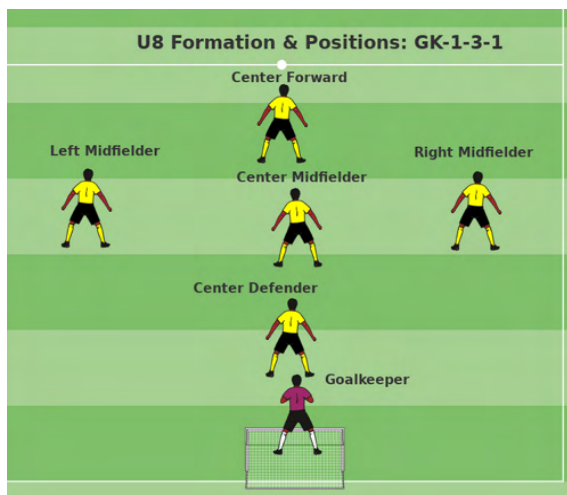 U8 Formation & Positions: GK-1-3-1
Center Forward
Left Midfielder
Right Midfielder
Center Midfielder
Center Defender
Goalkeeper